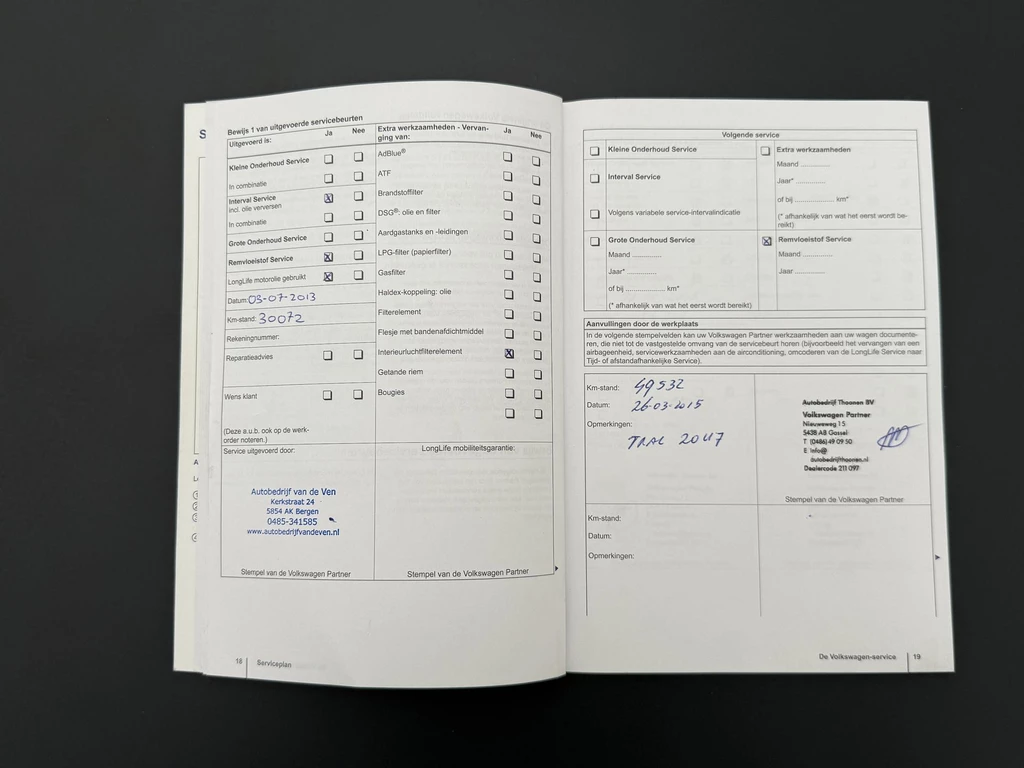 S
Bewijs 1 van uitgevoerde servicebeurten
Uitgevoerd is:
Ja
Nee
Kleine Onderhoud Service
In combinatie
Interval Service
incl. olie verversen
In combinatie
Grote Onderhoud Service
Remvloeistof Service
LongLife motorolie gebruikt
Datum: 03-07-2013
Km-stand: 30072
Rekeningnummer:
Reparatieadvies
Wens klant
(Deze a.u.b. ook op de werk-
order noteren.)
Service uitgevoerd door:
Autobedrijf van de Ven
Kerkstraat 24
5854 AK Bergen
0485-341585
www.autobedrijfvandeven.nl
Stempel van de Volkswagen Partner
Extra werkzaamheden - Vervan-
ging van:
Ja
Nee
AdBlue®
ATF
Brandstoffilter
DSG®: olie en filter
Aardgastanks en -leidingen
LPG-filter (papierfilter)
Gasfilter
Haldex-koppeling: olie
Filterelement
Flesje met bandenafdichtmiddel
Interieurluchtfilterelement
Getande riem
Bougies
LongLife mobiliteitsgarantie:
Stempel van de Volkswagen Partner
18
Serviceplan
Volgende service
Kleine Onderhoud Service
Interval Service
Volgens variabele service-intervalindicatie
Grote Onderhoud Service
Maand ............
Jaar* ............
of bij .................. km*
(* afhankelijk van wat het eerst wordt bereikt)
Extra werkzaamheden
Maand ............
Jaar* ............
of bij .................. km*
(* afhankelijk van wat het eerst wordt be-
reikt)
Remvloeistof Service
Maand ............
Jaar ............
Aanvullingen door de werkplaats
In de volgende stempelvelden kan uw Volkswagen Partner werkzaamheden aan uw wagen documente-
ren, die niet tot de vastgestelde omvang van de servicebeurt horen (bijvoorbeeld het vervangen van een
airbageenheid, servicewerkzaamheden aan de airconditioning, omcoderen van de LongLife Service naar
Tijd- of afstandafhankelijke Service).
Km-stand: 49532
Datum: 26-03-2015
Opmerkingen:
Autobedrijf Thoonen BV
Volkswagen Partner
Nieuweweg 15
5438 AB Gassel
T (0486) 49 09 50
E info@
autobedrijfthoonen.nl
Dealercode 211 097
Stempel van de Volkswagen Partner
Km-stand:
Datum:
Opmerkingen:
De Volkswagen-service
19